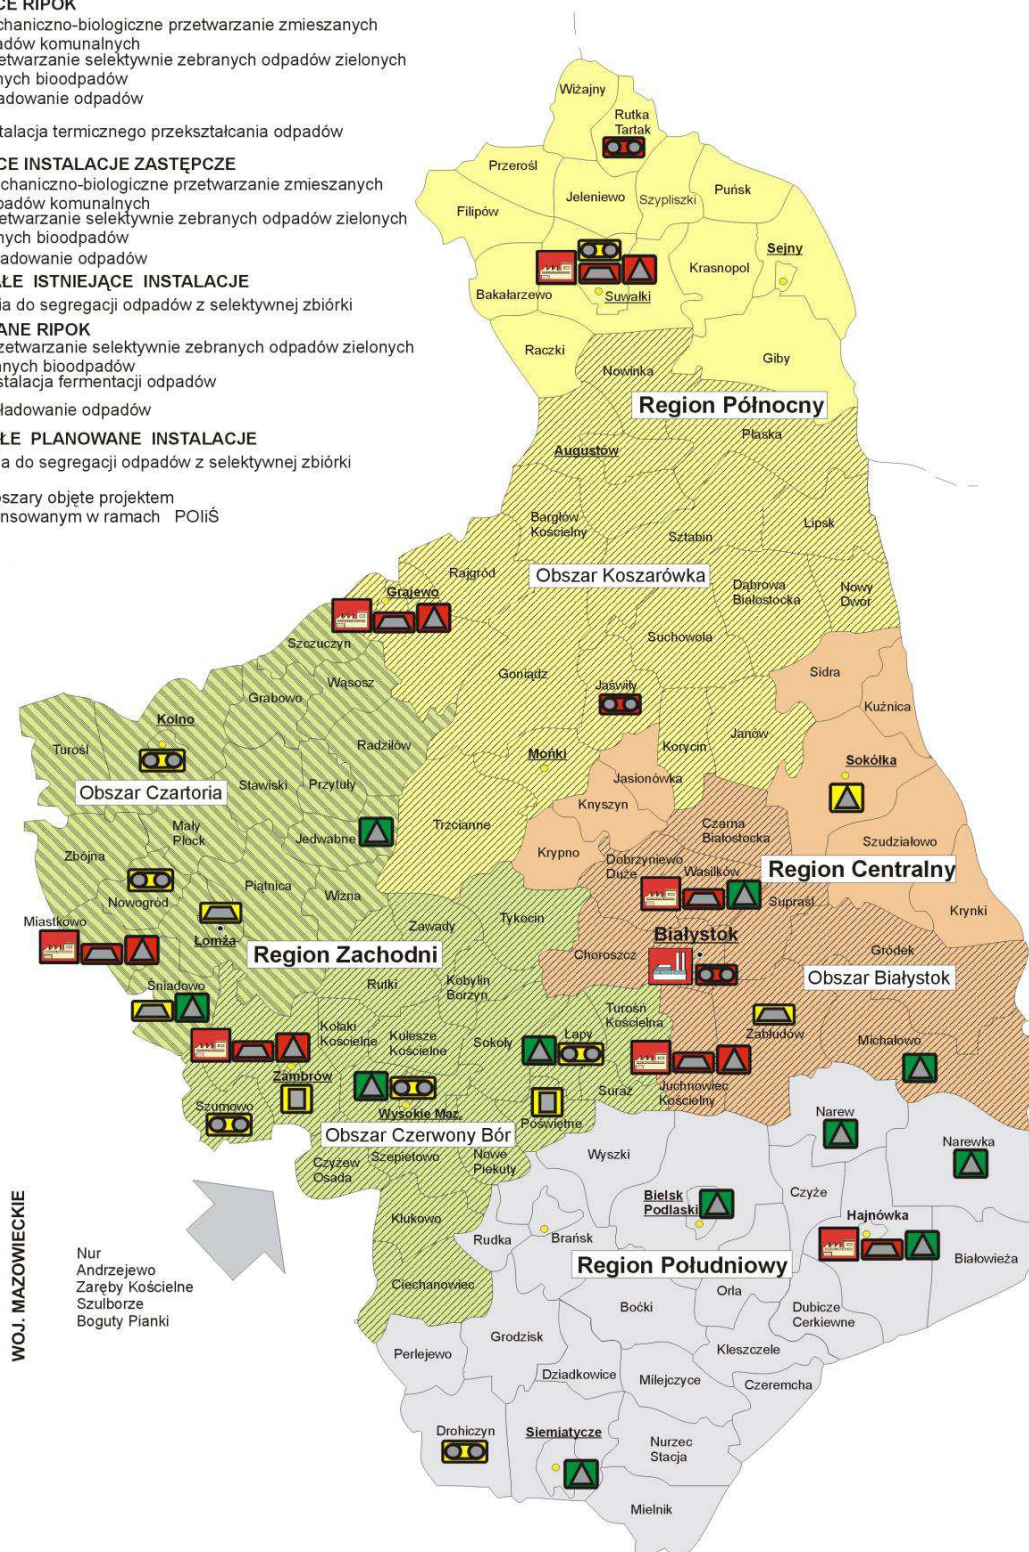 CE RIPOK
chaniczno-biologiczne przetwarzanie zmieszanych
adów komunalnych
etwarzanie selektywnie zebranych odpadów zielonych
nych bioodpadów
adowanie odpadów
talacja termicznego przekształcania odpadów
CE INSTALACJE ZASTĘPCZE
echaniczno-biologiczne przetwarzanie zmieszanych
padów komunalnych
etwarzanie selektywnie zebranych odpadów zielonych
nych bioodpadów
adowanie odpadów
AŁE ISTNIEJĄCE INSTALACJE
ia do segregacji odpadów z selektywnej zbiórki
ANE RIPOK
zetwarzanie selektywnie zebranych odpadów zielonych
anych bioodpadów
stalacja fermentacji odpadów
ładowanie odpadów
ŁE PLANOWANE INSTALACJE
a do segregacji odpadów z selektywnej zbiórki
oszary objęte projektem
nsowanym w ramach POIiŚ
Wiżajny
Rutka
Tartak
Przerośl
Jeleniewo
Szypliszki
Puńsk
Filipów
Sejny
Krasnopol
Bakałarzewo
Suwałki
Raczki
Giby
Nowinka
Region Północny
Płaska
Augustów
Bargłów
Kościelny
Sztabin
Lipsk
Rajgród
Obszar Koszarówka
Dąbrowa
Białostocka
Nowy
Dwór
Grajewo
Suchowola
Szczuczyn
Wąsosz
Goniądz
Jaświły
Sidra
Grabowo
Kuźnica
Kolno
Turośl
Radziłów
Korycin
Janów
Mońki
Sokółka
Stawiski
Przytuły
Jasionówka
Obszar Czartoria
Knyszyn
Mały
Płock
Jedwabne
Trzcianne
Czarna
Białostocka
Szudziałowo
Zbójna
Krypno
Dobrzyniewo
Duże
Wasilków
Region Centralny
Piątnica
Wizna
Nowogród
Tykocin
Supraśl
Krynki
Miastkowo
Łomża
Zawady
Białystok
Region Zachodni
Choroszcz
Gródek
Obszar Białystok
Śniadowo
Rutki
Kobylin
Borzyn
Turośń
Kościelna
Kołaki
Kościelne
Kulesze
Kościelne
Sokoły
Łapy
Zabłudów
Michałowo
Zambrów
Suraż
Juchnowiec
Kościelny
Szumowo
Wysokie Maz.
Poświętne
Narew
Obszar Czerwony Bór
Narewka
Czyżew
Osada
Szepietowo
Nowe
Piekuty
Wyszki
Czyże
Bielsk
Podlaski
Klukowo
Hajnówka
Rudka
Brańsk
Białowieża
WOJ. MAZOWIECKIE
Nur
Andrzejewo
Zaręby Kościelne
Szulborze
Boguty Pianki
Region Południowy
Ciechanowiec
Orla
Boćki
Dubicze
Cerkiewne
Grodzisk
Kleszczele
Perlejewo
Dziadkowice
Milejczyce
Czeremcha
Drohiczyn
Siemiatycze
Nurzec
Stacja
Mielnik